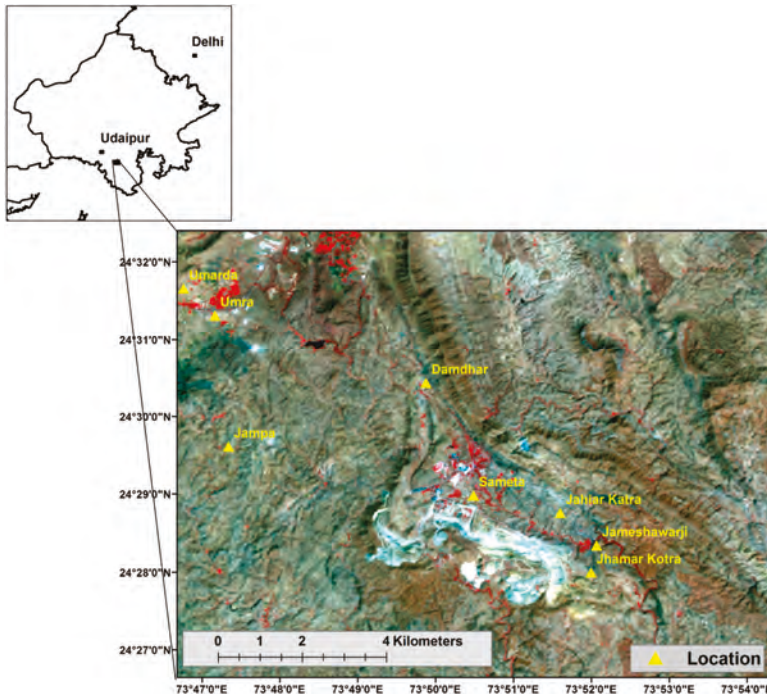 Delhi
Udaipur
24°32'0"N
Umarda
Umra
24°31'0"N
Damdhar
24°30'0"N
Jampa
24°29'0"N
Sameta
Jahiar Katra
Jameshawarji
24°28'0"N
Jhamar Kotra
0 1 2 4 Kilometers
24°27'0"N
Location
73°47'0"E 73°48'0"E 73°49'0"E 73°50'0"E 73°51'0"E 73°52'0"E 73°53'0"E 73°54'0"E